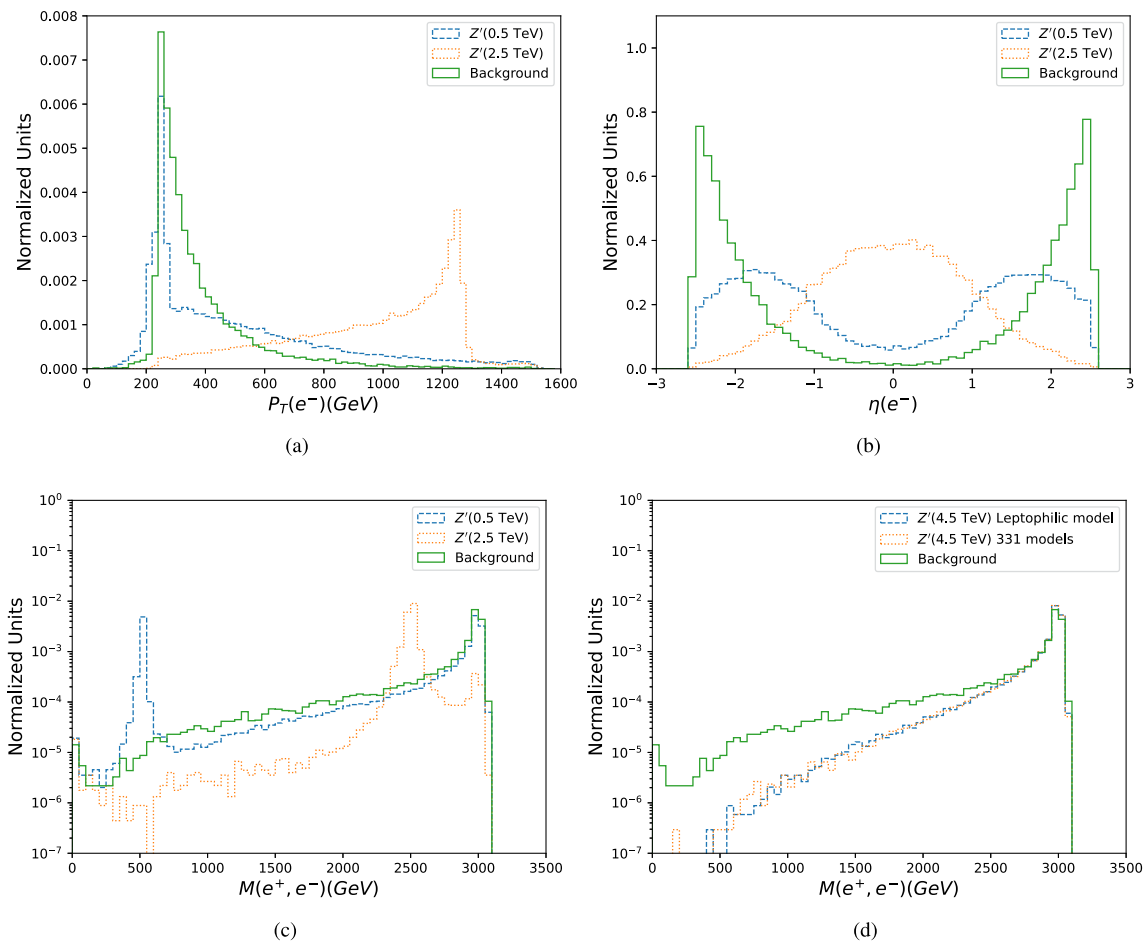 0.008
0.007
0.006
0.005
0.004
0.003
0.002
0.001
0.000
Normalized Units
Z′(0.5 TeV)
Z′(2.5 TeV)
Background
0 200 400 600 800 1000 1200 1400 1600
P_T(e⁻)(GeV)
(a)
1.0
0.8
0.6
0.4
0.2
0.0
Normalized Units
Z′(0.5 TeV)
Z′(2.5 TeV)
Background
−3 −2 −1 0 1 2 3
η(e⁻)
(b)
10⁰
10⁻¹
10⁻²
10⁻³
10⁻⁴
10⁻⁵
10⁻⁶
10⁻⁷
Normalized Units
Z′(0.5 TeV)
Z′(2.5 TeV)
Background
0 500 1000 1500 2000 2500 3000 3500
M(e⁺, e⁻)(GeV)
(c)
10⁰
10⁻¹
10⁻²
10⁻³
10⁻⁴
10⁻⁵
10⁻⁶
10⁻⁷
Normalized Units
Z′(4.5 TeV) Leptophilic model
Z′(4.5 TeV) 331 models
Background
0 500 1000 1500 2000 2500 3000 3500
M(e⁺, e⁻)(GeV)
(d)